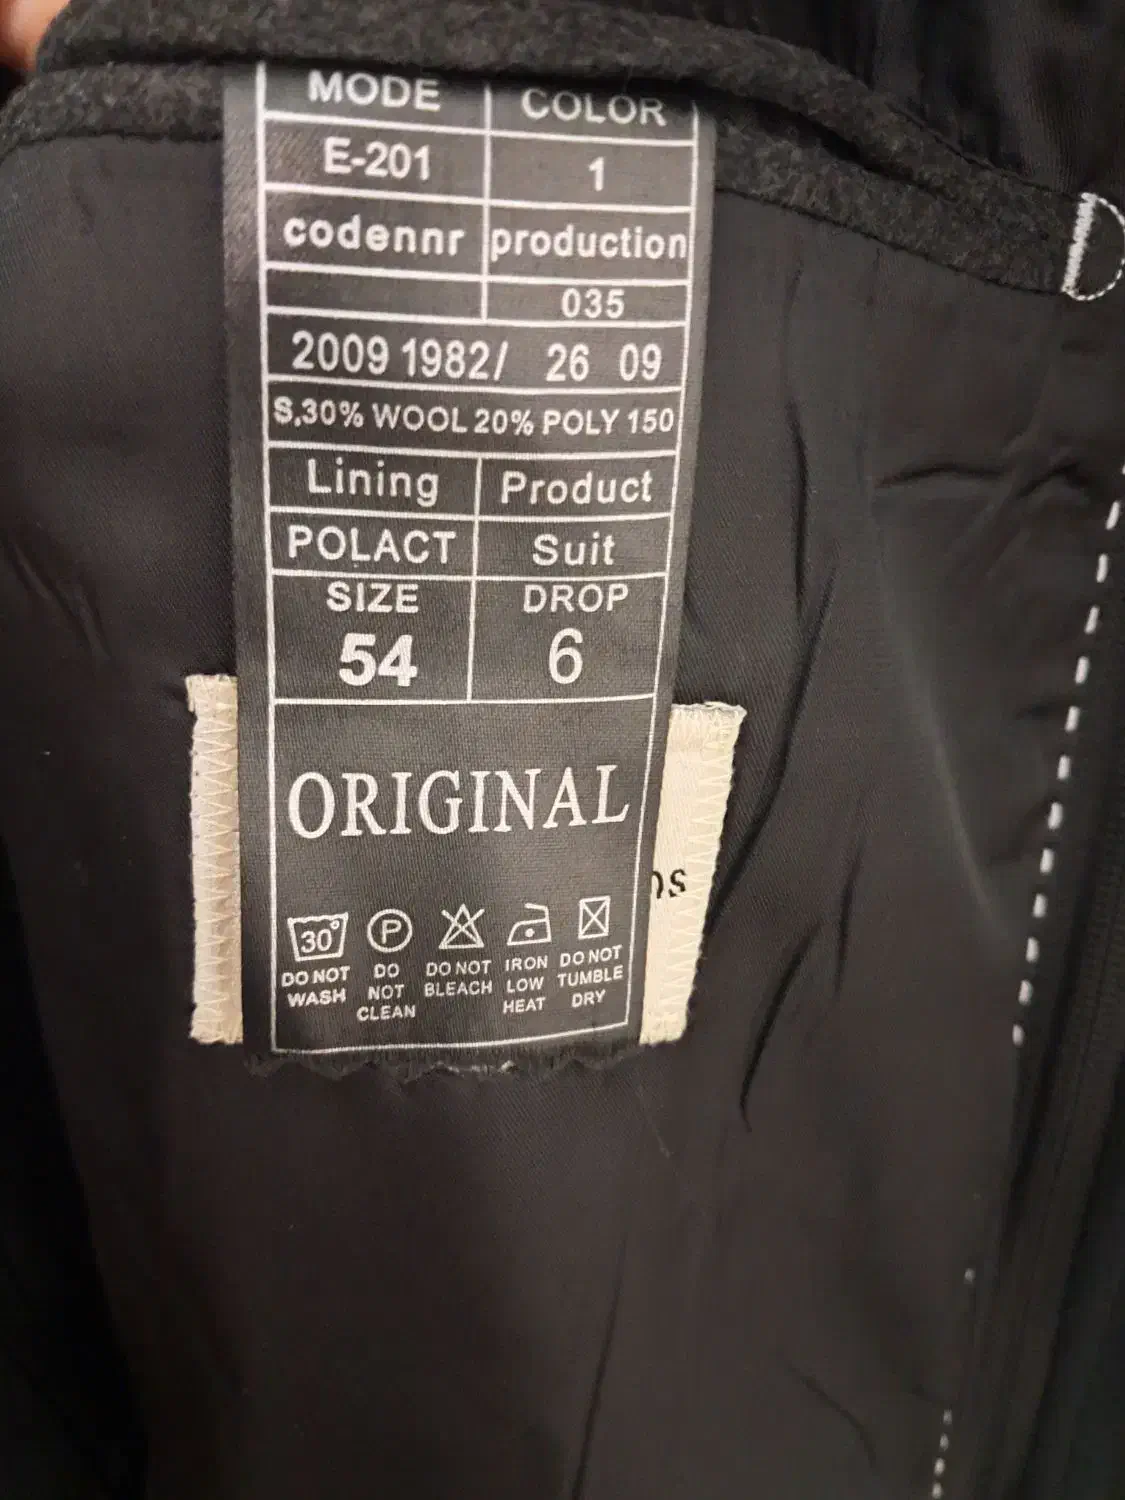 MODE COLOR
E-201 1
codennr production
035
2009 1982/ 26 09
S,30% WOOL 20% POLY 150
Lining Product
POLACT Suit
SIZE DROP
54 6
ORIGINAL
30° P
DO NOT WASH
DO NOT CLEAN
DO NOT BLEACH
IRON LOW HEAT
DO NOT TUMBLE DRY